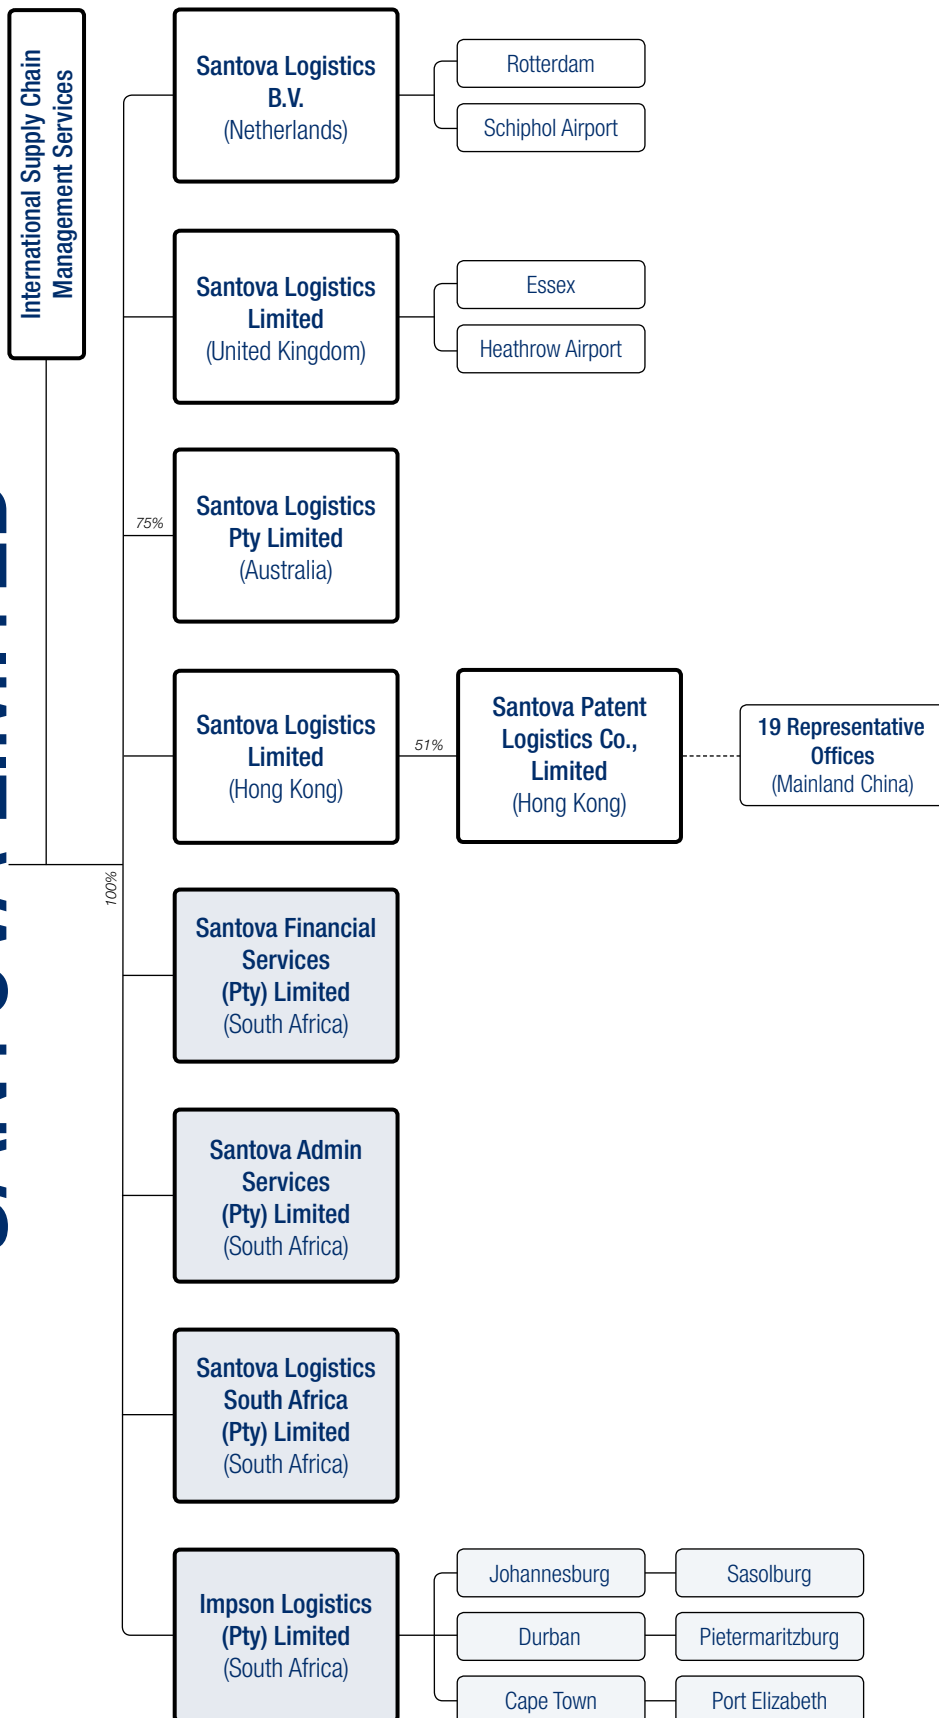 International Supply Chain
Management Services
Santova Logistics
B.V.
(Netherlands)
Rotterdam
Schiphol Airport
Santova Logistics
Limited
(United Kingdom)
Essex
Heathrow Airport
75%
Santova Logistics
Pty Limited
(Australia)
Santova Logistics
Limited
(Hong Kong)
51%
Santova Patent
Logistics Co.,
Limited
(Hong Kong)
19 Representative
Offices
(Mainland China)
100%
Santova Financial
Services
(Pty) Limited
(South Africa)
Santova Admin
Services
(Pty) Limited
(South Africa)
Santova Logistics
South Africa
(Pty) Limited
(South Africa)
Impson Logistics
(Pty) Limited
(South Africa)
Johannesburg
Sasolburg
Durban
Pietermaritzburg
Cape Town
Port Elizabeth